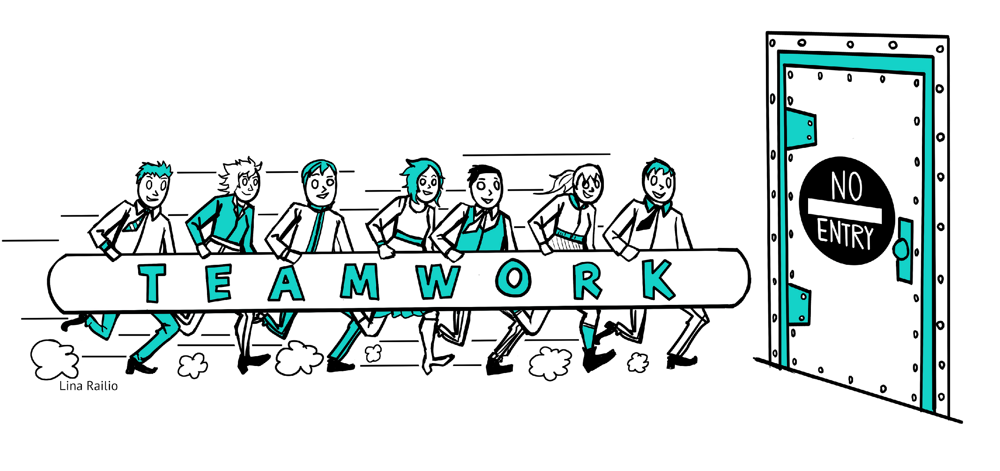 TEAMWORK
NO
ENTRY
Lina Railio